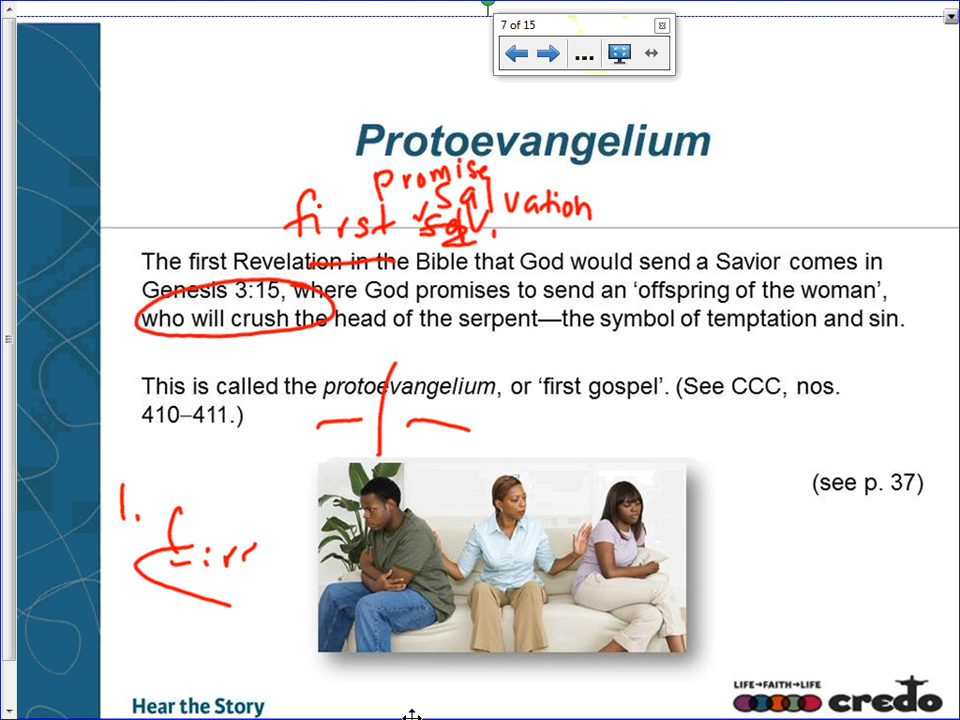 7 of 15
Protoevangelium
promise
first salvation
The first Revelation in the Bible that God would send a Savior comes in
Genesis 3:15, where God promises to send an ‘offspring of the woman’,
who will crush the head of the serpent—the symbol of temptation and sin.
This is called the protoevangelium, or ‘first gospel’. (See CCC, nos.
410–411.)
(see p. 37)
1.
Hear the Story
LIFE→FAITH→LIFE
credo